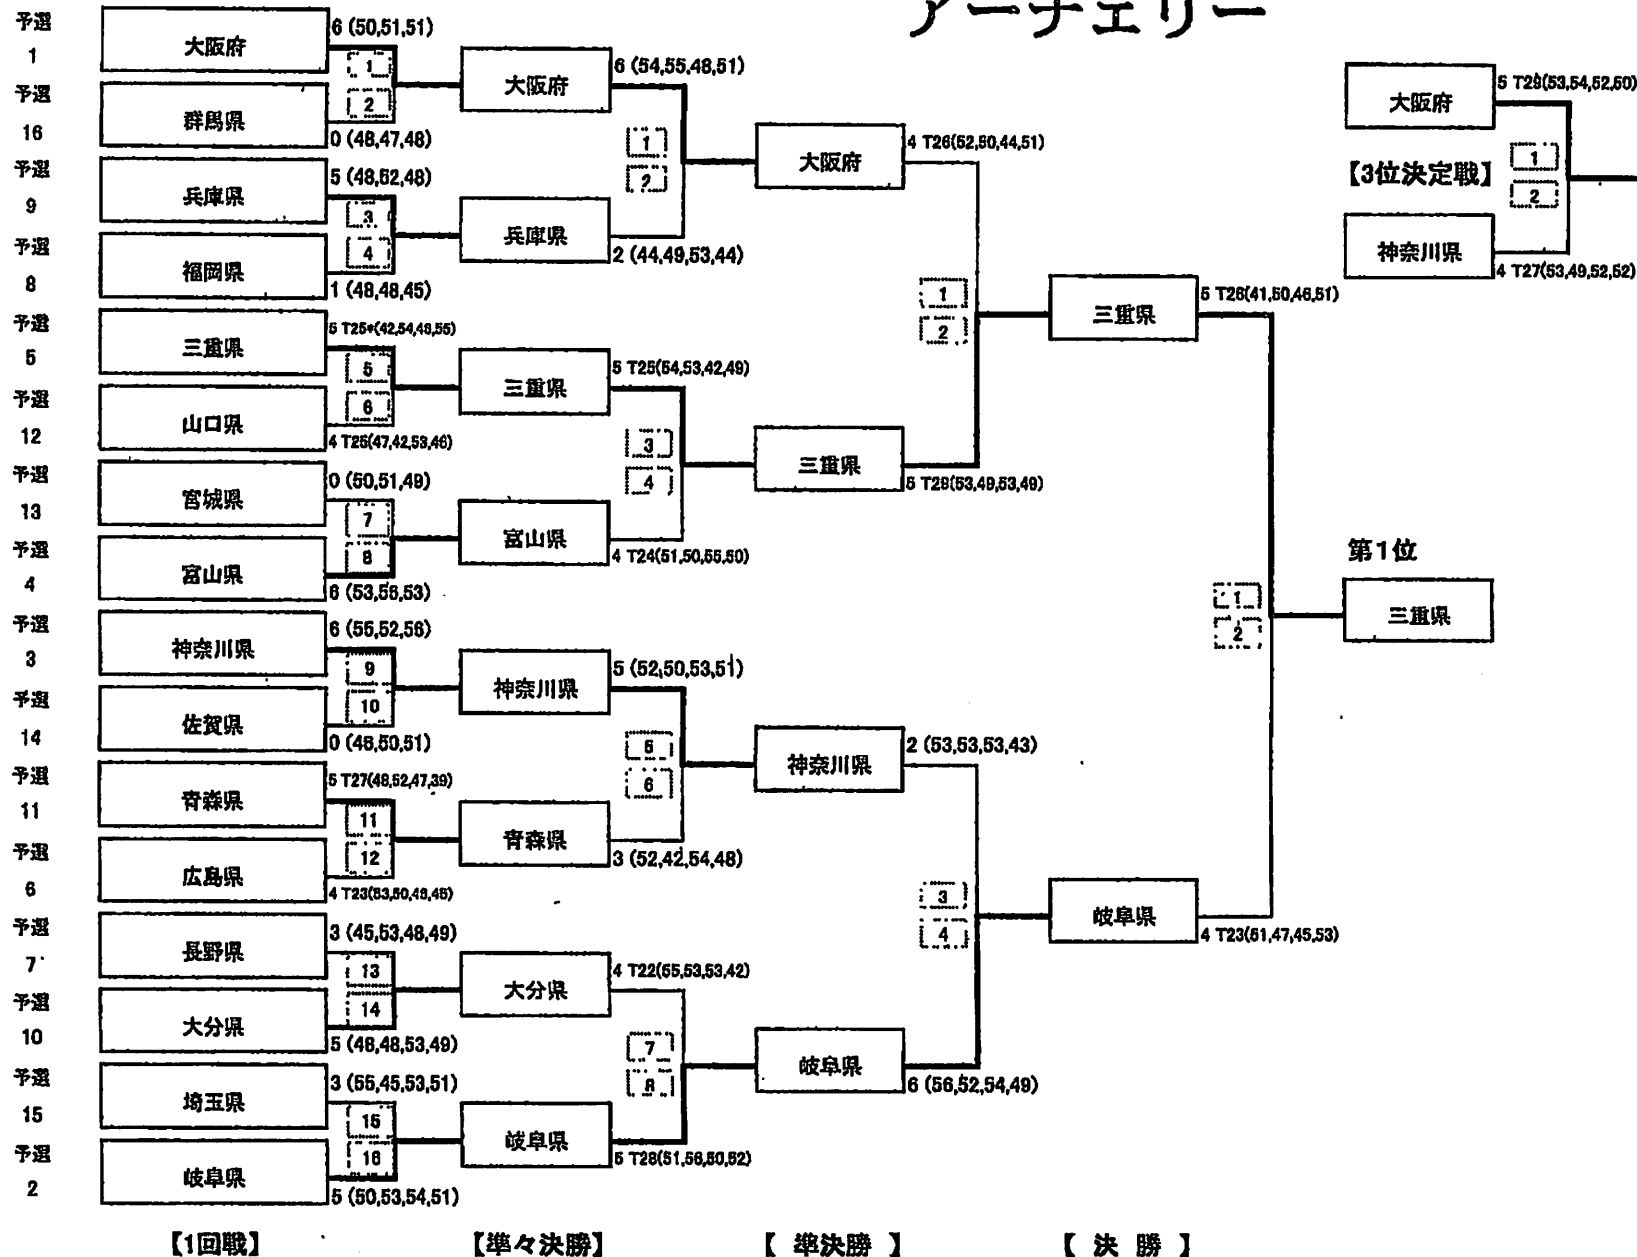 アーチェリー
予選
1
大阪府
6 (50,51,51)
1
2
予選
16
群馬県
0 (48,47,48)
予選
9
兵庫県
5 (48,52,48)
3
4
予選
8
福岡県
1 (48,48,45)
予選
5
三重県
5 T25*(42,54,48,55)
5
6
予選
12
山口県
4 T25(47,42,53,46)
予選
13
宮城県
0 (50,51,49)
7
8
予選
4
富山県
6 (53,56,53)
予選
3
神奈川県
6 (55,52,56)
9
10
予選
14
佐賀県
0 (48,50,51)
予選
11
青森県
5 T27(48,52,47,39)
11
12
予選
6
広島県
4 T23(53,50,45,45)
予選
7
長野県
3 (45,53,48,49)
13
14
予選
10
大分県
5 (48,48,53,49)
予選
15
埼玉県
3 (55,45,53,51)
15
16
予選
2
岐阜県
5 (50,53,54,51)
【1回戦】
大阪府
6 (54,55,48,51)
1
2
兵庫県
2 (44,49,53,44)
三重県
5 T25(54,53,42,49)
3
4
富山県
4 T24(51,50,55,50)
神奈川県
5 (52,50,53,51)
5
6
青森県
3 (52,42,54,48)
大分県
4 T22(55,53,53,42)
7
8
岐阜県
5 T28(51,56,50,52)
【準々決勝】
大阪府
4 T26(52,50,44,51)
1
2
三重県
5 T28(53,49,53,49)
神奈川県
2 (53,53,53,43)
3
4
岐阜県
6 (56,52,54,49)
【 準決勝 】
三重県
5 T26(41,50,46,51)
1
2
岐阜県
4 T23(51,47,45,53)
【 決 勝 】
大阪府
5 T29(53,54,52,50)
【3位決定戦】
1
2
神奈川県
4 T27(53,49,52,52)
第1位
三重県